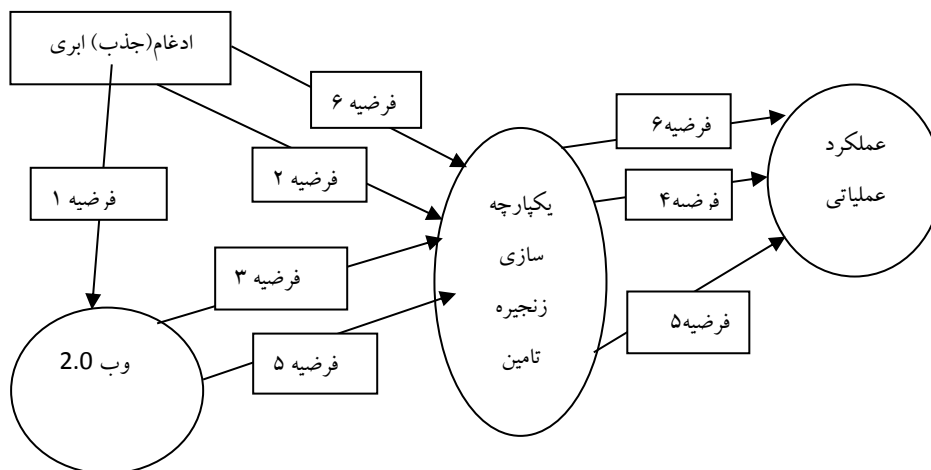 ادغام(جذب) ابری
فرضیه ۶
فرضیه۶
عملکرد
عملیاتی
فرضیه ۲
فرضیه ۱
فرضیه۴
یکپارچه
سازی
زنجیره
تامین
فرضیه ۳
فرضیه۵
فرضیه ۵
وب 2.0